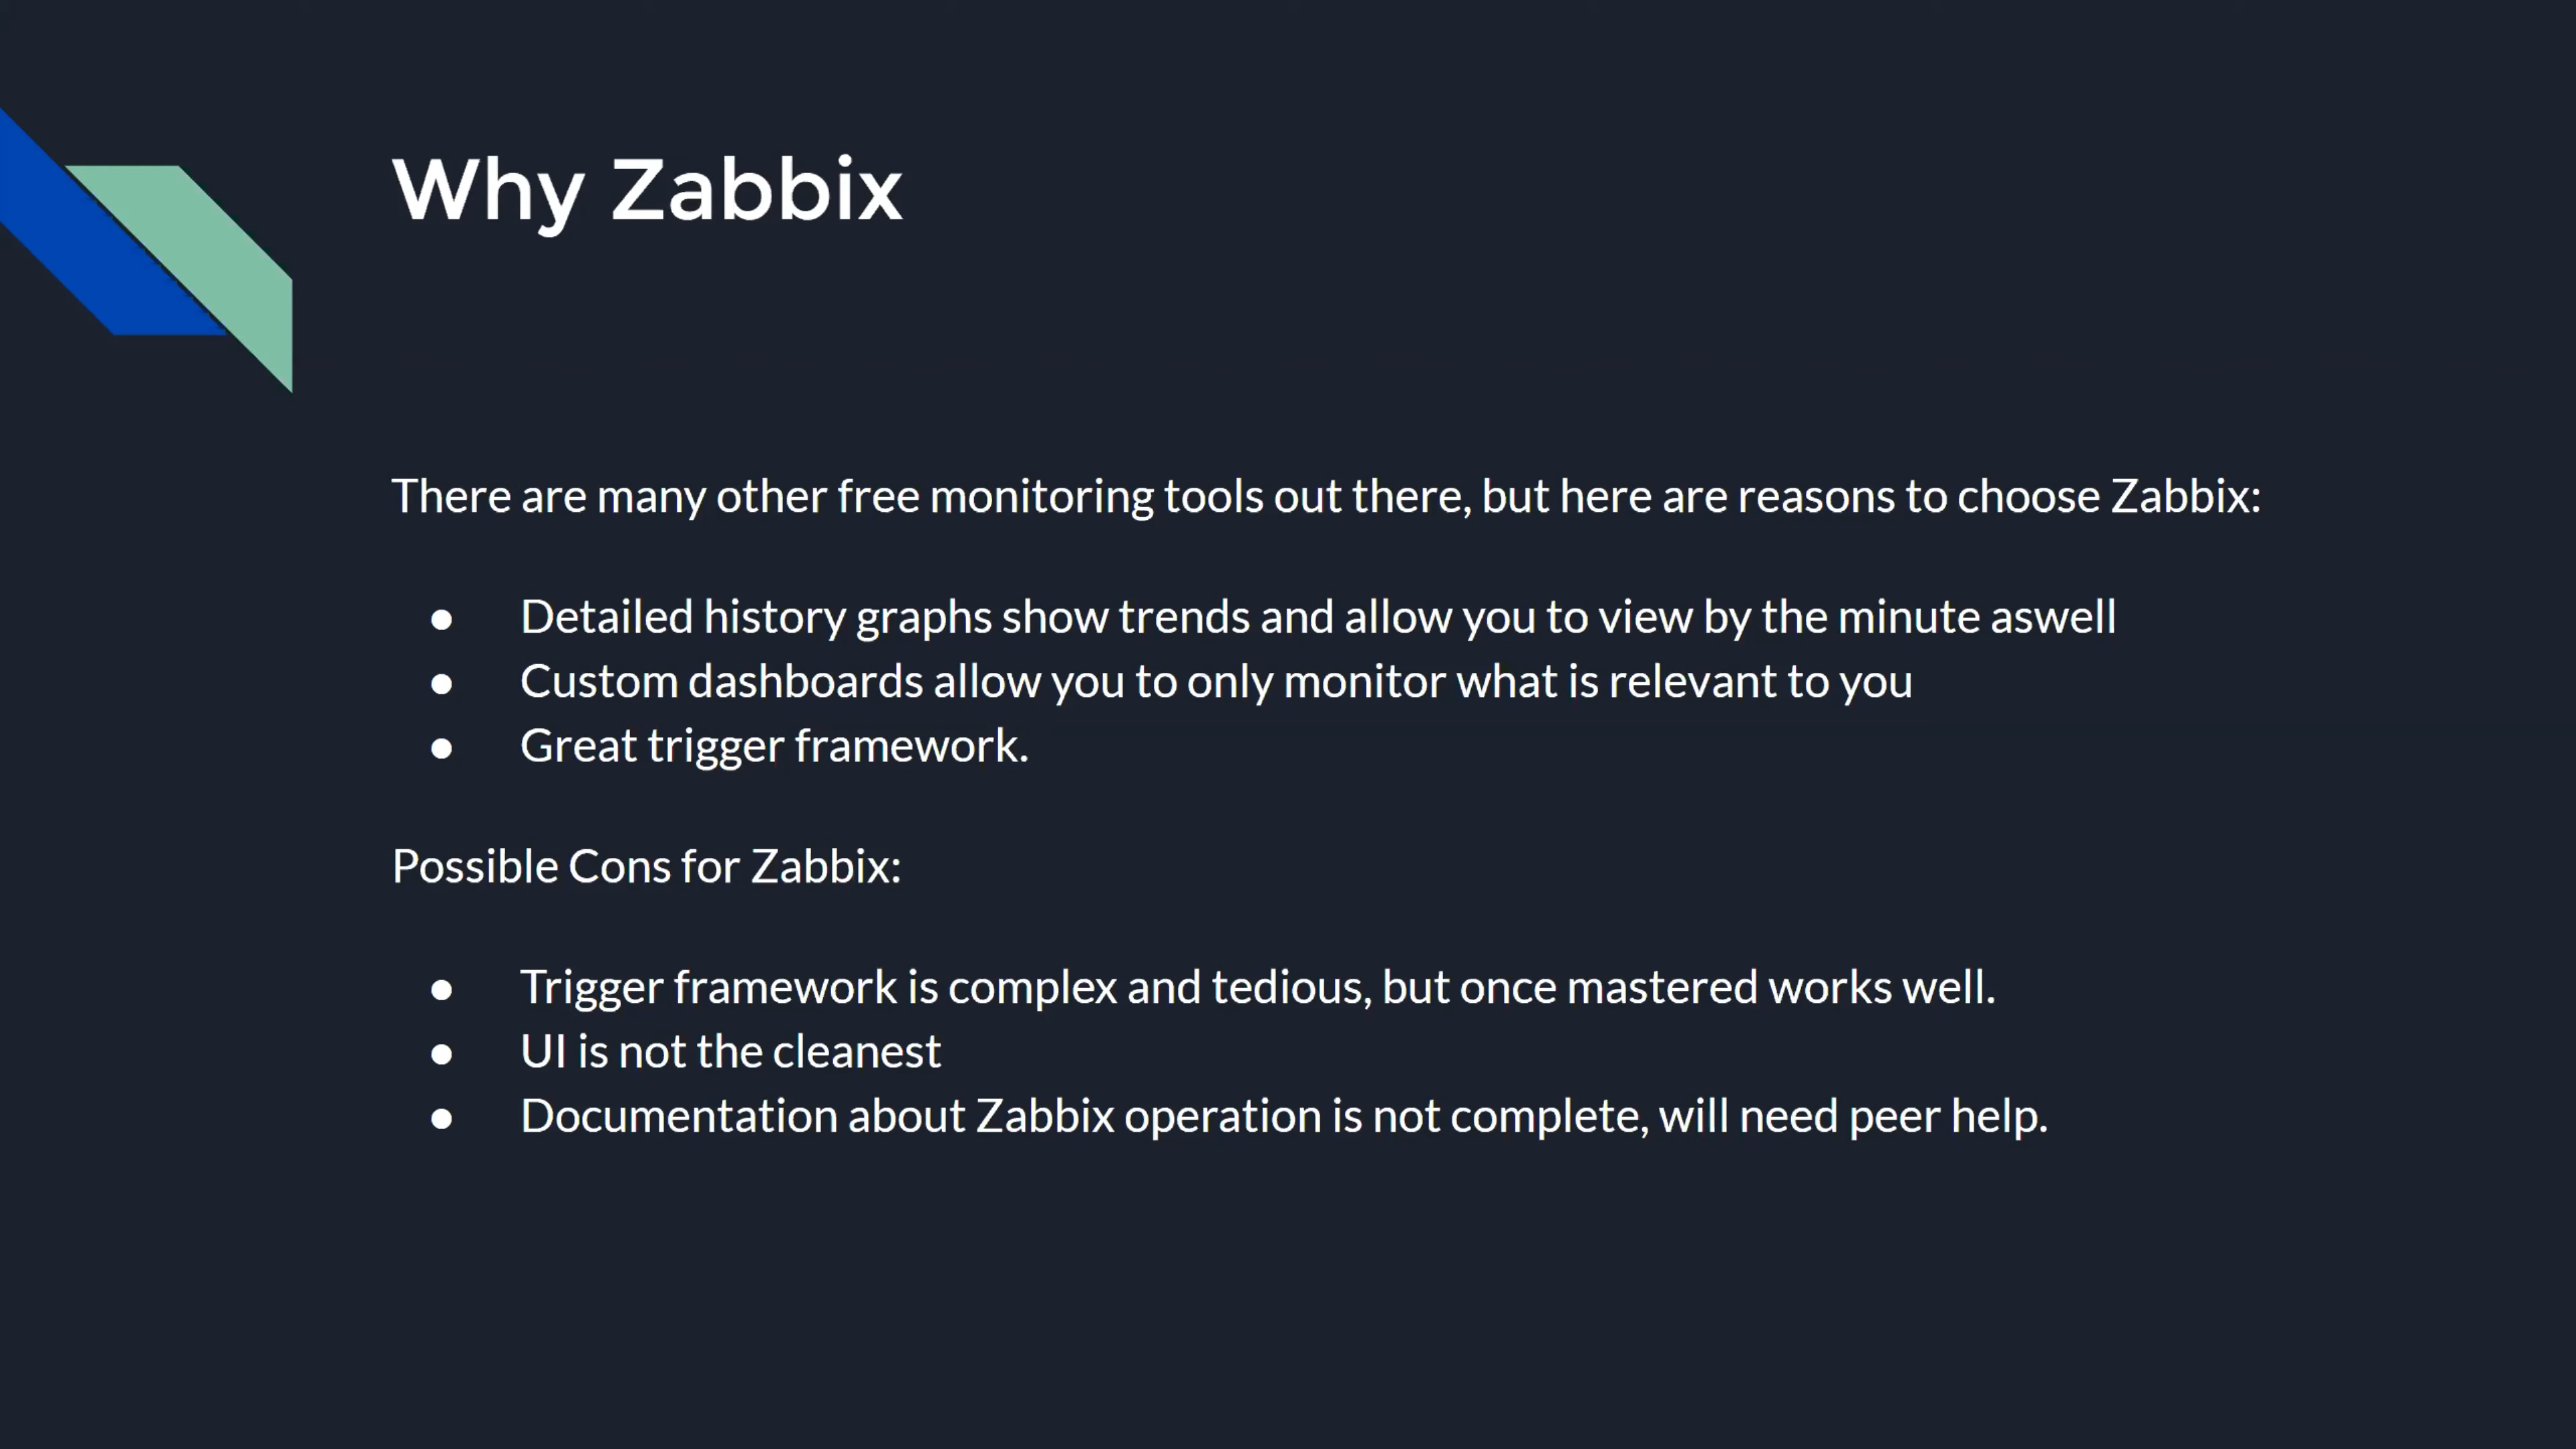 Why Zabbix
There are many other free monitoring tools out there, but here are reasons to choose Zabbix:
● Detailed history graphs show trends and allow you to view by the minute aswell
● Custom dashboards allow you to only monitor what is relevant to you
● Great trigger framework.
Possible Cons for Zabbix:
● Trigger framework is complex and tedious, but once mastered works well.
● UI is not the cleanest
● Documentation about Zabbix operation is not complete, will need peer help.